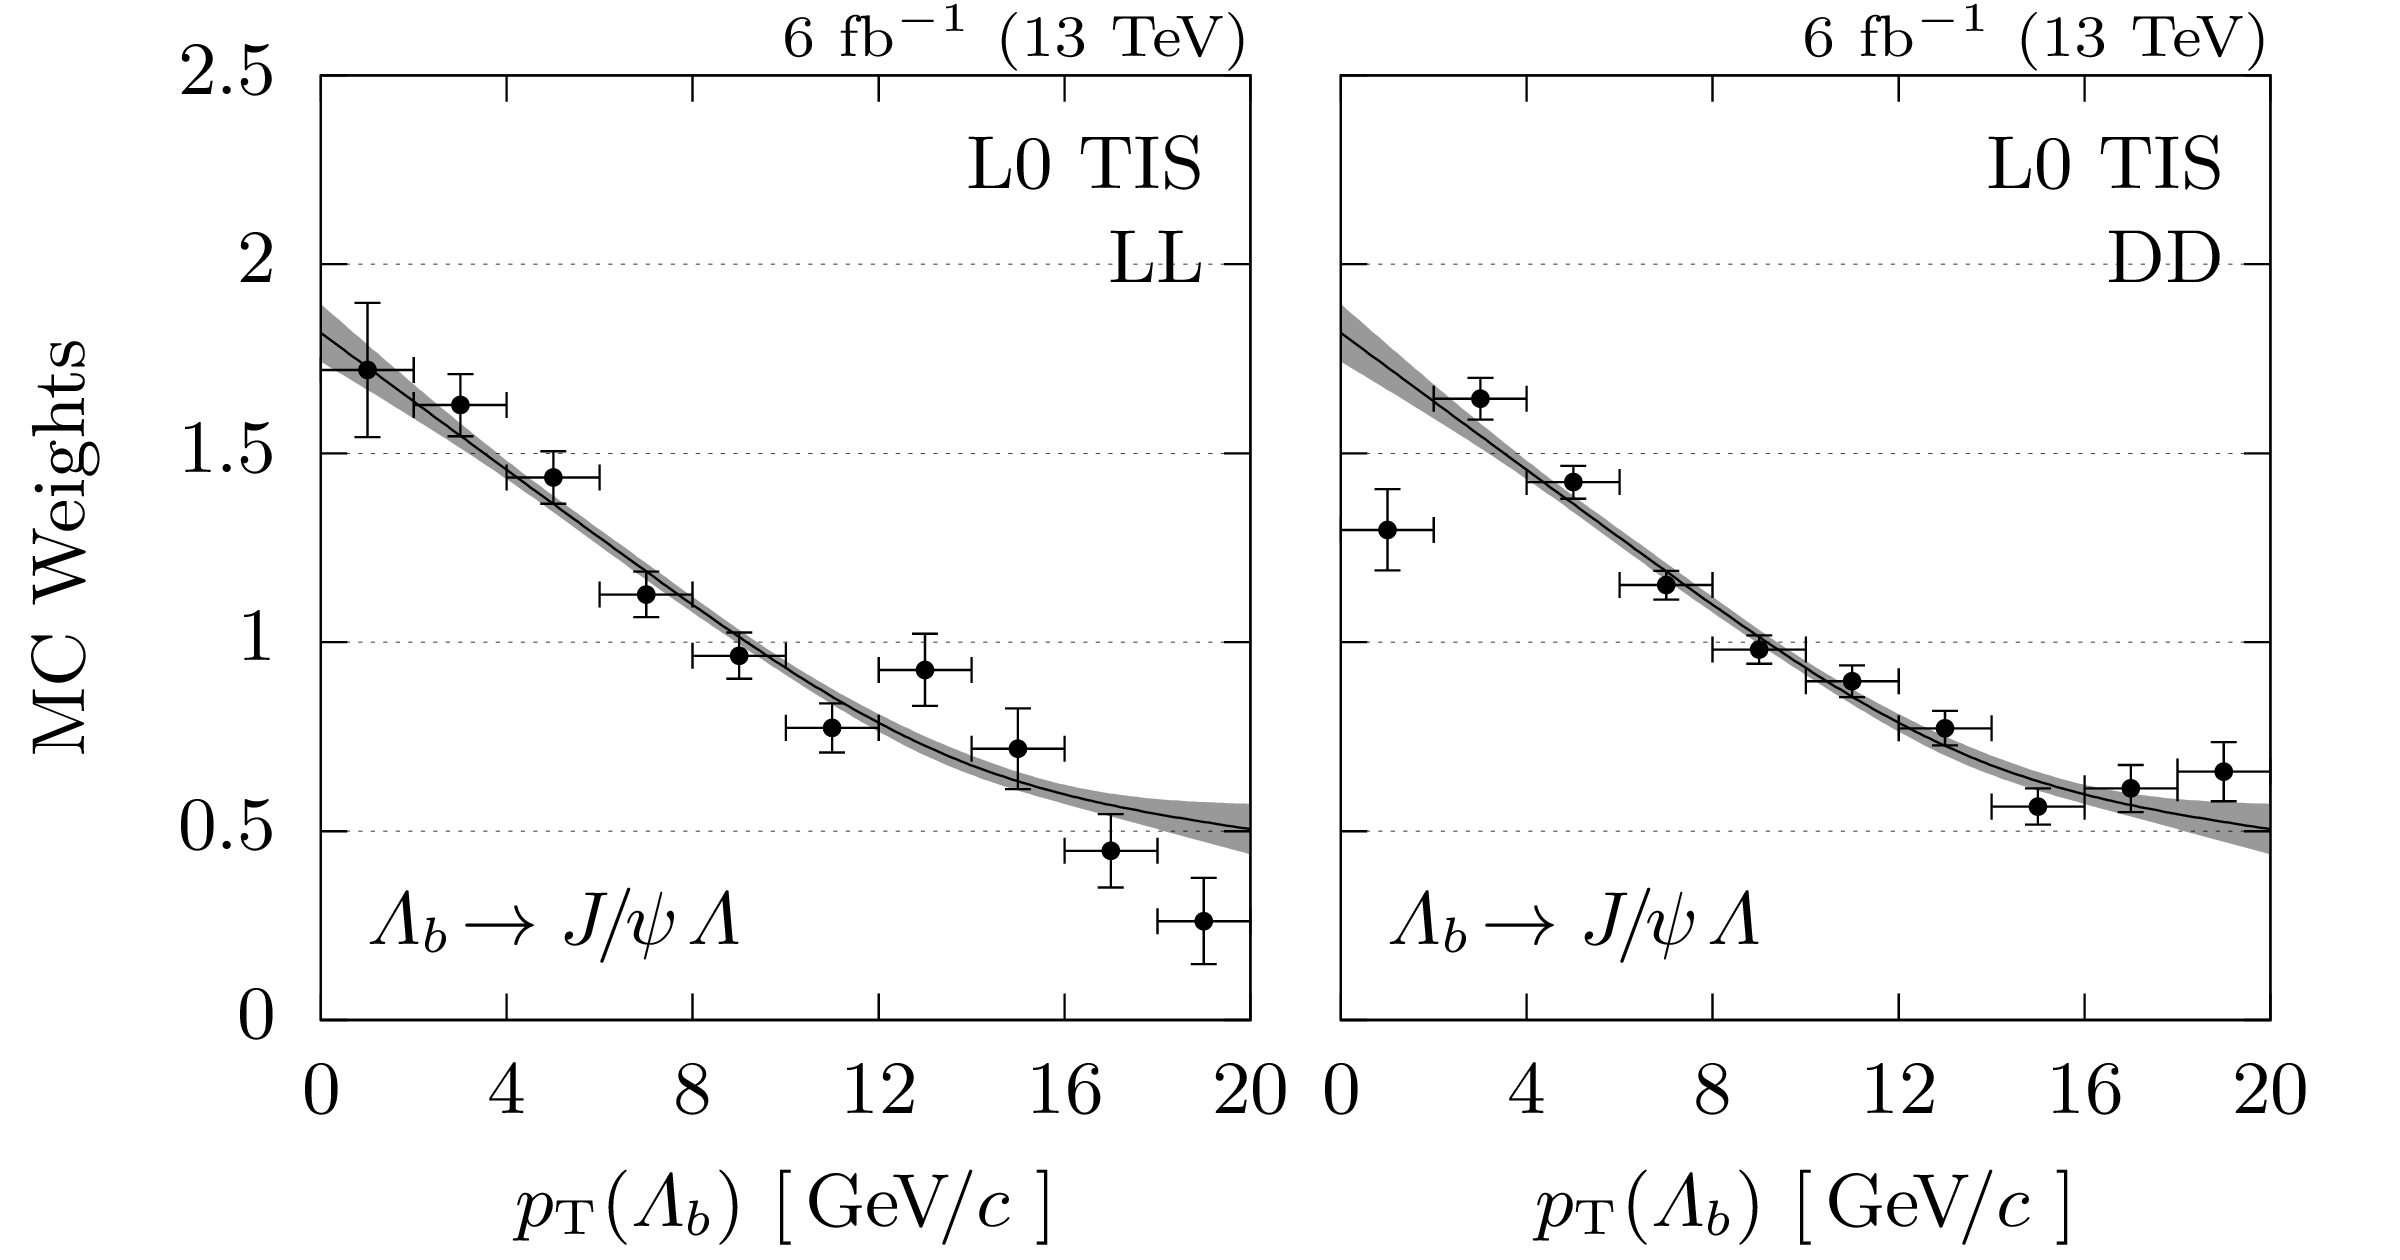 6 fb⁻¹ (13 TeV)
6 fb⁻¹ (13 TeV)
MC Weights
2.5
2
1.5
1
0.5
0
L0 TIS
LL
Λb → J/ψ Λ
0 4 8 12 16 20
pT(Λb) [GeV/c]
L0 TIS
DD
Λb → J/ψ Λ
0 4 8 12 16 20
pT(Λb) [GeV/c]